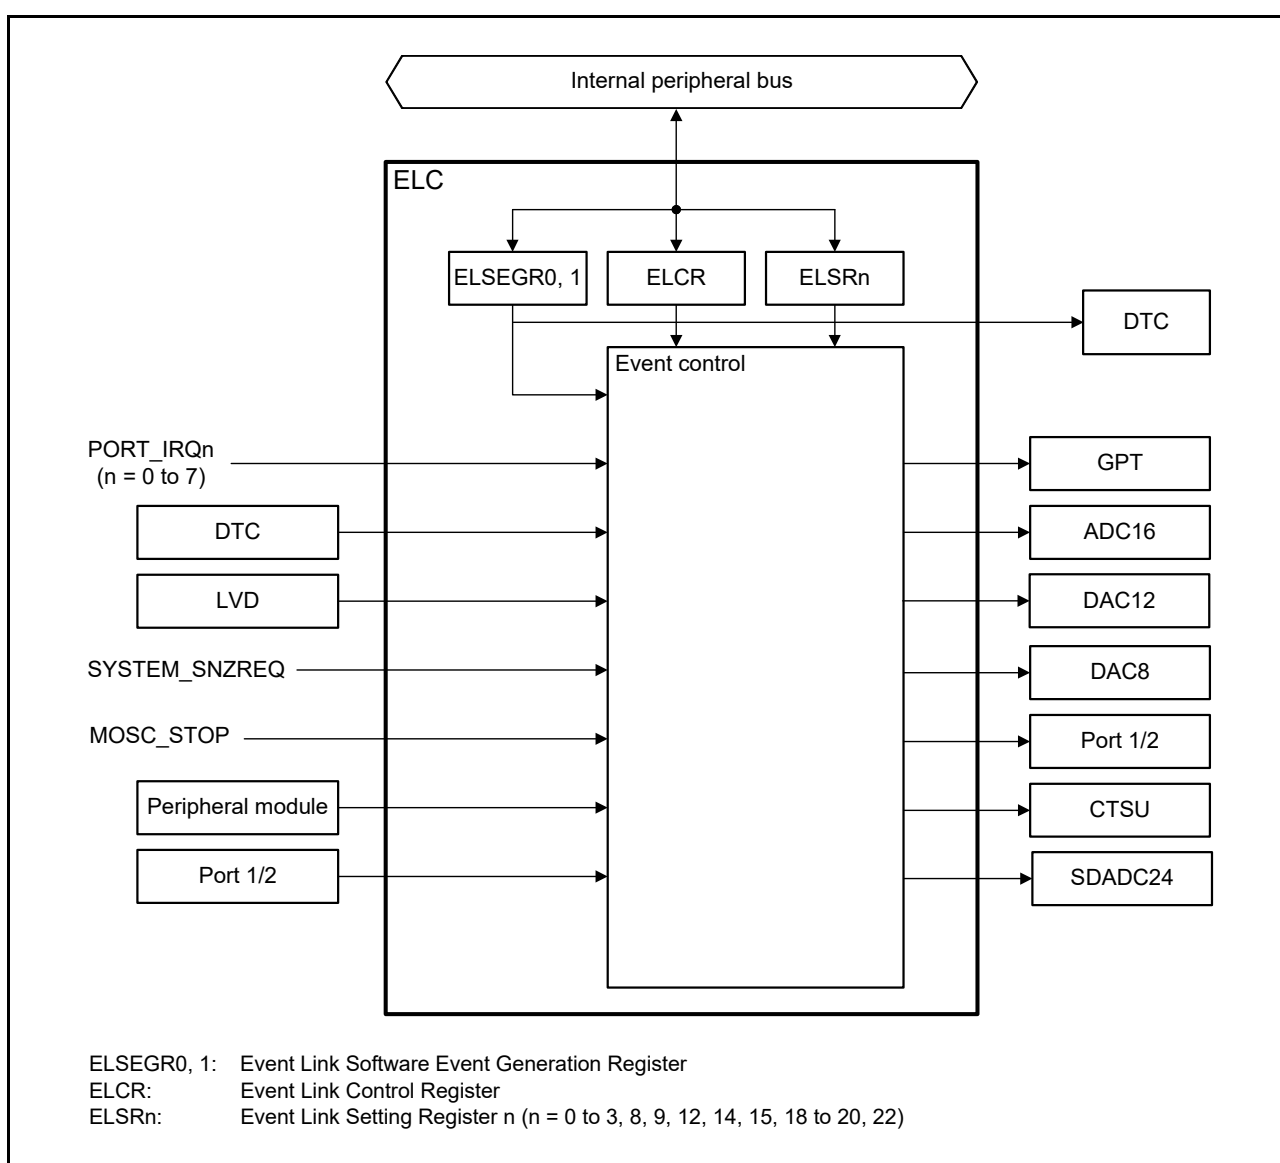 Internal peripheral bus
ELC
ELSEGR0, 1
ELCR
ELSRn
DTC
Event control
PORT_IRQn
(n = 0 to 7)
GPT
DTC
ADC16
LVD
DAC12
SYSTEM_SNZREQ
DAC8
MOSC_STOP
Port 1/2
Peripheral module
CTSU
Port 1/2
SDADC24
ELSEGR0, 1: Event Link Software Event Generation Register
ELCR: Event Link Control Register
ELSRn: Event Link Setting Register n (n = 0 to 3, 8, 9, 12, 14, 15, 18 to 20, 22)